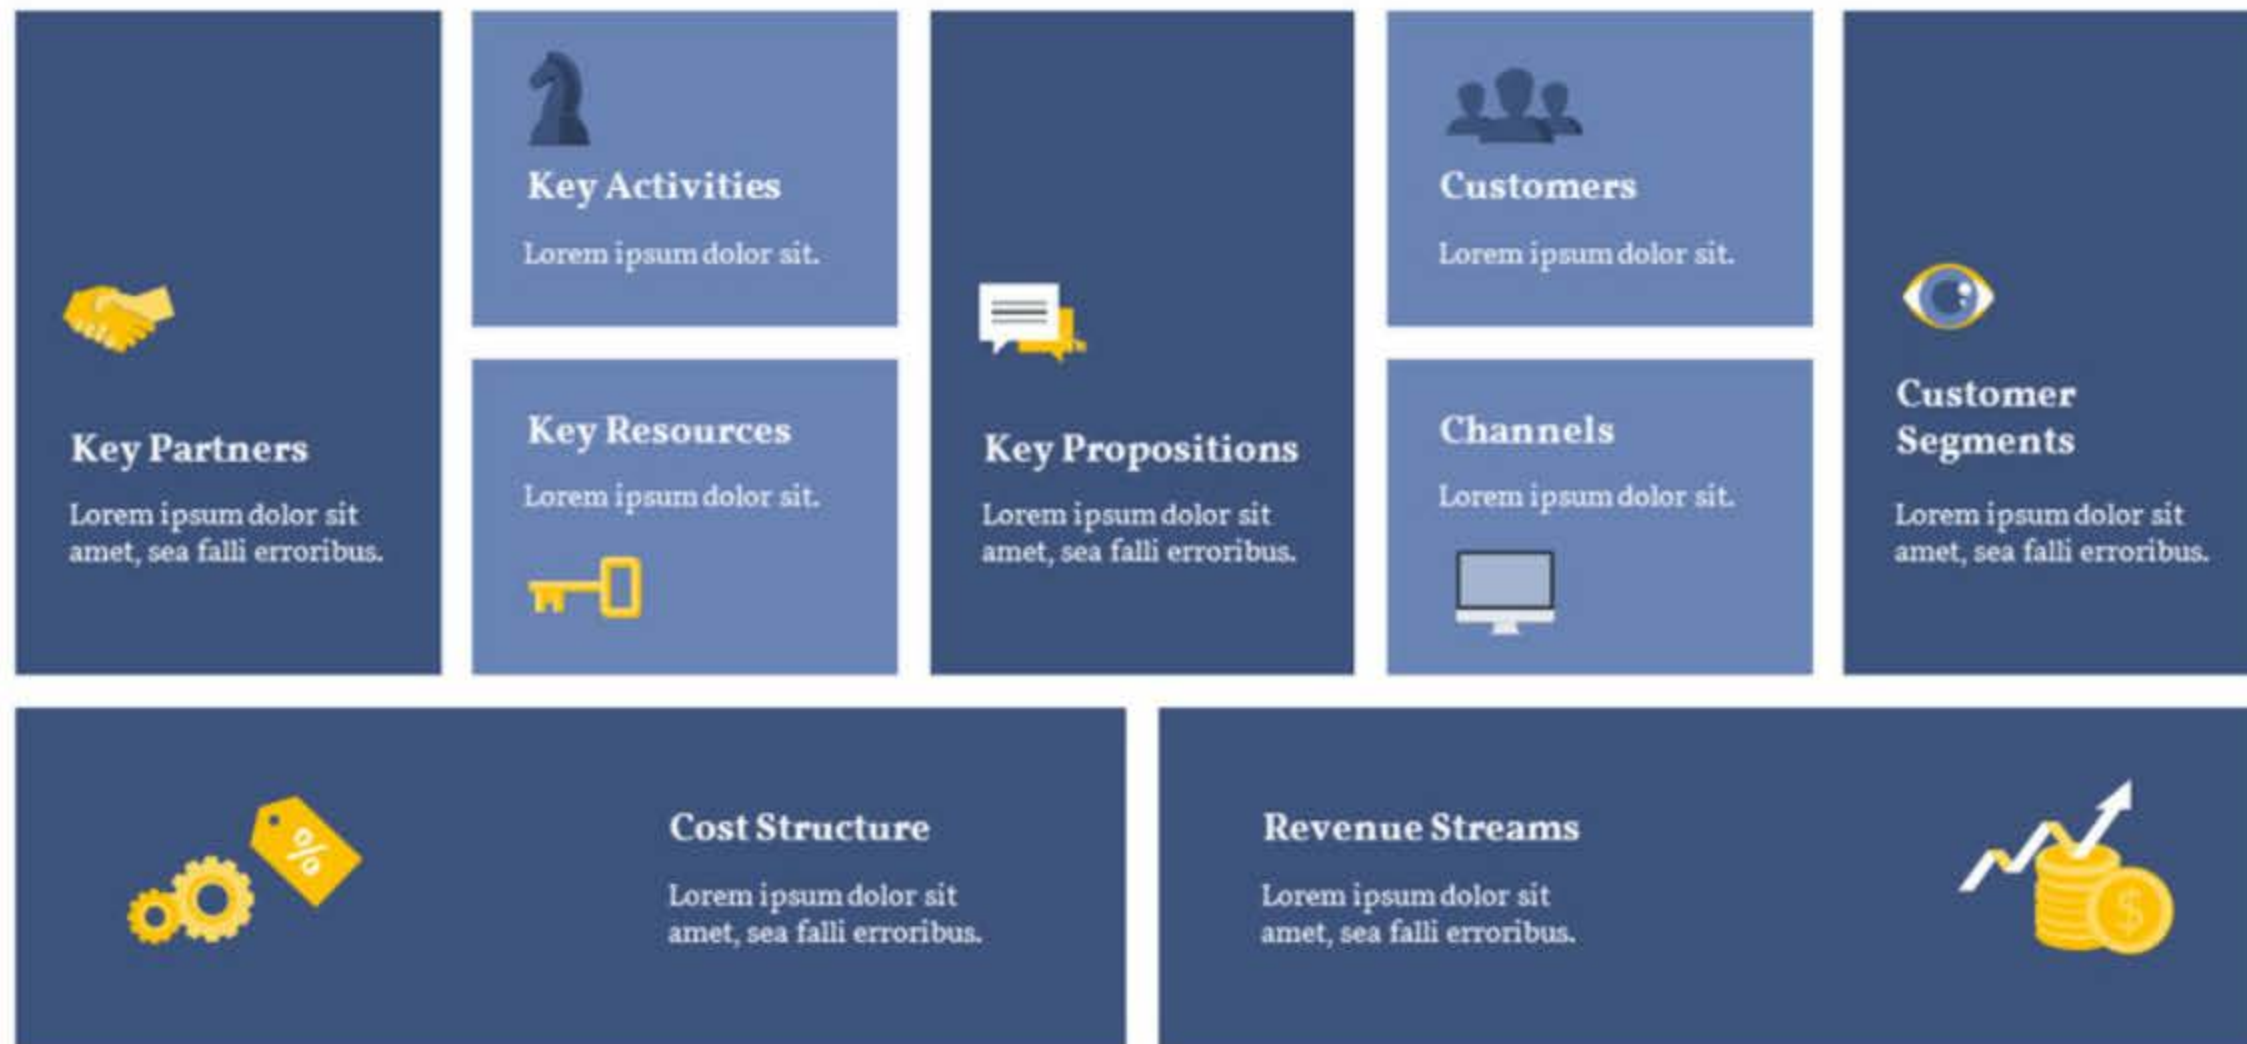 Key Partners
Lorem ipsum dolor sit
amet, sea falli erroribus.
Key Activities
Lorem ipsum dolor sit.
Key Resources
Lorem ipsum dolor sit.
Key Propositions
Lorem ipsum dolor sit
amet, sea falli erroribus.
Customers
Lorem ipsum dolor sit.
Channels
Lorem ipsum dolor sit.
Customer
Segments
Lorem ipsum dolor sit
amet, sea falli erroribus.
%
Cost Structure
Lorem ipsum dolor sit
amet, sea falli erroribus.
Revenue Streams
Lorem ipsum dolor sit
amet, sea falli erroribus.
$